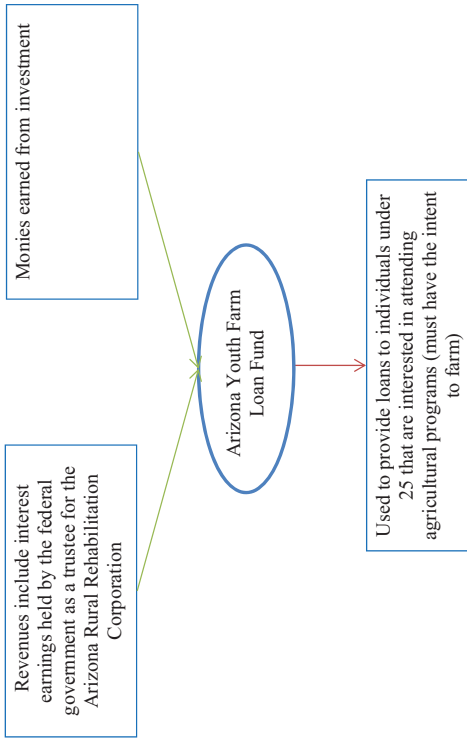 Revenues include interest
earnings held by the federal
government as a trustee for the
Arizona Rural Rehabilitation
Corporation
Monies earned from investment
Arizona Youth Farm
Loan Fund
Used to provide loans to individuals under
25 that are interested in attending
agricultural programs (must have the intent
to farm)